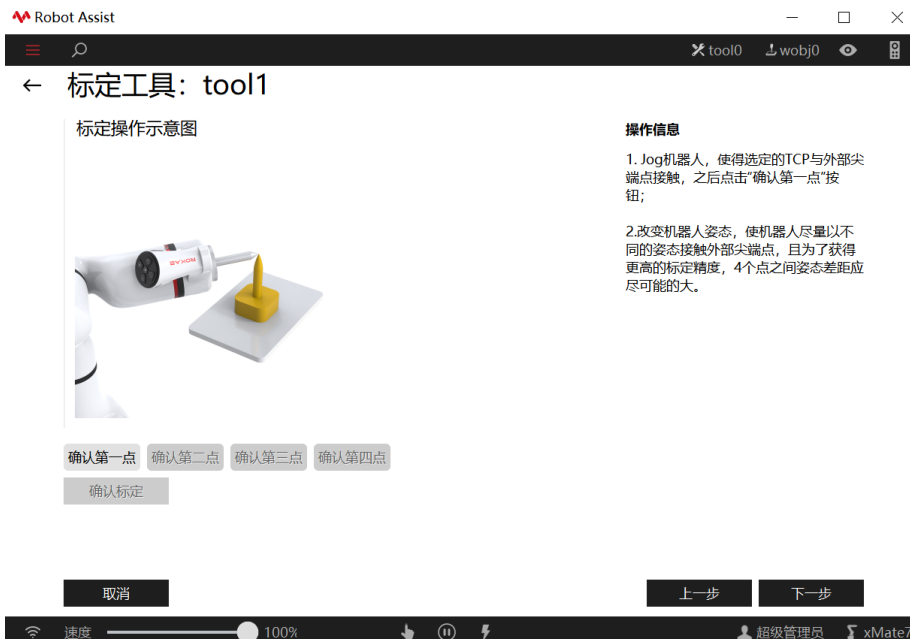 Robot Assist
tool0 wobj0
标定工具：tool1
标定操作示意图
操作信息
1. Jog机器人，使得选定的TCP与外部尖
端点接触，之后点击“确认第一点”按
钮；
2.改变机器人姿态，使机器人尽量以不
同的姿态接触外部尖端点，且为了获得
更高的标定精度，4个点之间姿态差距应
尽可能的大。
确认第一点 确认第二点 确认第三点 确认第四点
确认标定
取消 上一步 下一步
速度 100% 超级管理员 xMate7